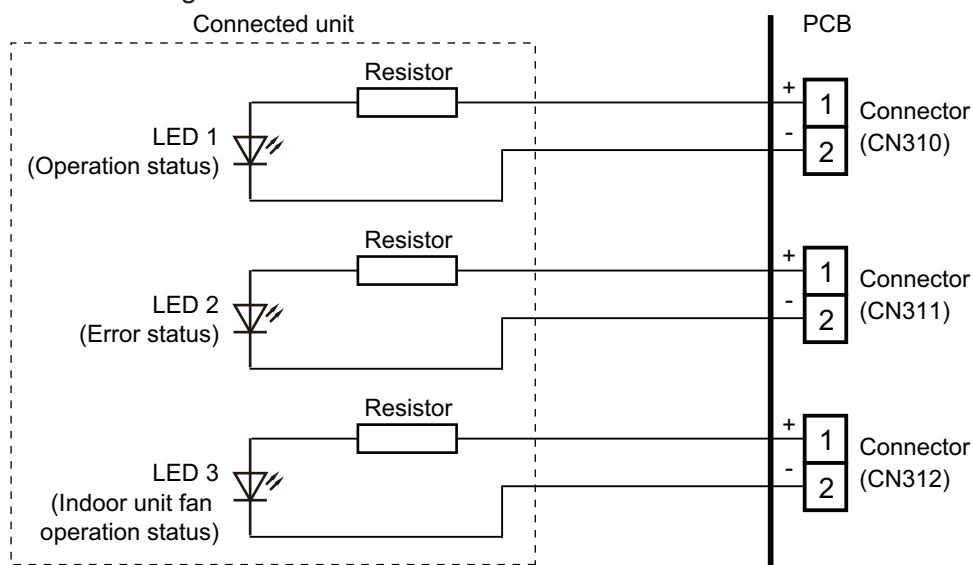 Connected unit
PCB
Resistor
LED 1
(Operation status)
+
1
-
2
Connector
(CN310)
Resistor
LED 2
(Error status)
+
1
-
2
Connector
(CN311)
Resistor
LED 3
(Indoor unit fan
operation status)
+
1
-
2
Connector
(CN312)